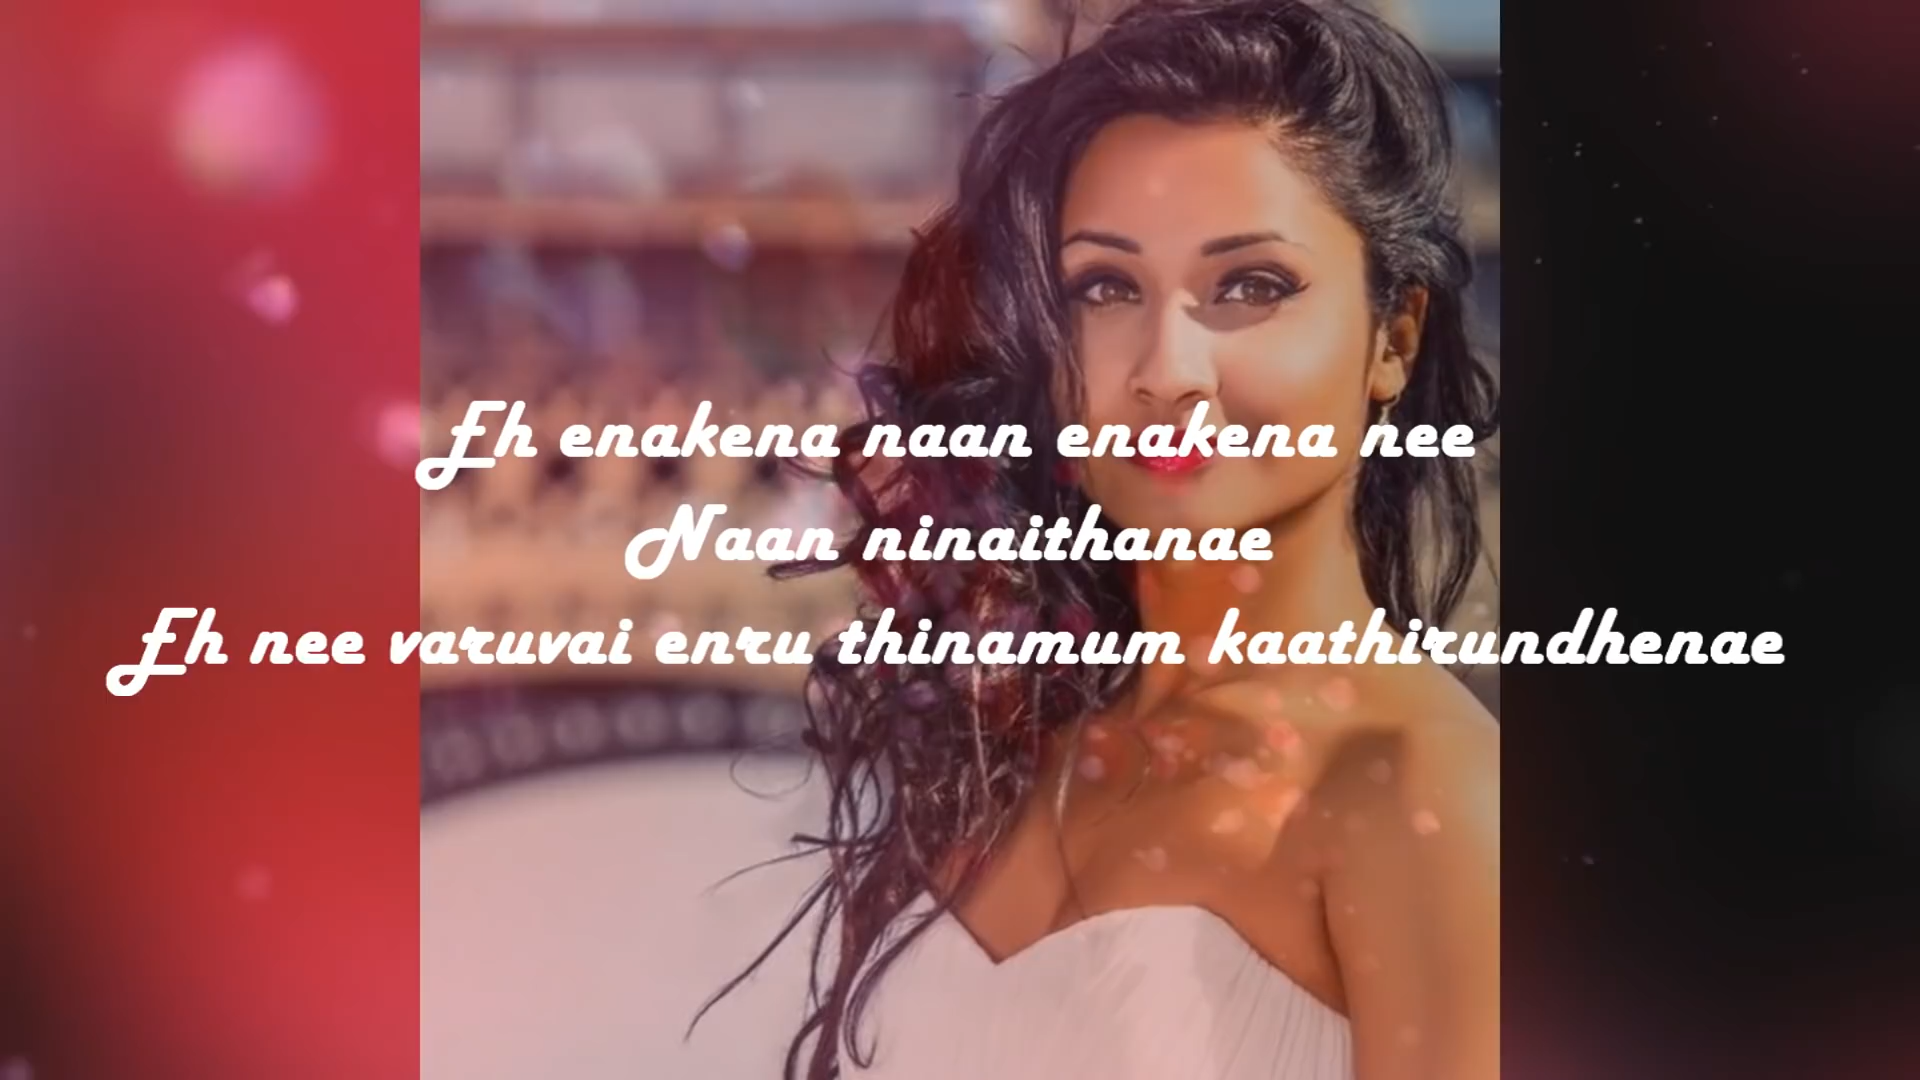 Eh enakena naan enakena nee
Naan ninaithanae
Eh nee varuvai enru thinamum kaathirundhenae